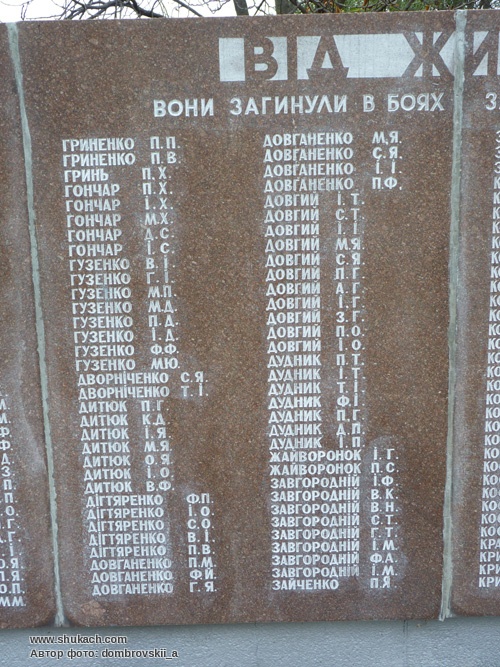 ВІД ЖИ
ВОНИ ЗАГИНУЛИ В БОЯХ З
ГРИНЕНКО П.П.
ГРИНЕНКО П.В.
ГРИНЬ П.Х.
ГОНЧАР П.Х.
ГОНЧАР І.Х.
ГОНЧАР М.Х.
ГОНЧАР Д.С.
ГОНЧАР І.С.
ГУЗЕНКО В.І.
ГУЗЕНКО Г.І.
ГУЗЕНКО М.П.
ГУЗЕНКО М.Д.
ГУЗЕНКО П.Д.
ГУЗЕНКО І.Д.
ГУЗЕНКО Ф.Ф.
ГУЗЕНКО М.Ю.
ДВОРНІЧЕНКО С.Я.
ДВОРНІЧЕНКО Т.І.
ДИТЮК П.Г.
ДИТЮК К.Д.
ДИТЮК І.Я.
ДИТЮК М.Я.
ДИТЮК О.Я.
ДИТЮК І.О.
ДИТЮК В.Ф.
ДІГТЯРЕНКО Ф.П.
ДІГТЯРЕНКО І.О.
ДІГТЯРЕНКО С.О.
ДІГТЯРЕНКО В.І.
ДІГТЯРЕНКО П.В.
ДОВГАНЕНКО П.М.
ДОВГАНЕНКО Ф.Й.
ДОВГАНЕНКО Г.Я.
ДОВГАНЕНКО М.Я.
ДОВГАНЕНКО С.Я.
ДОВГАНЕНКО І.І.
ДОВГАНЕНКО П.Ф.
ДОВГИЙ І.Т.
ДОВГИЙ С.Т.
ДОВГИЙ І.І.
ДОВГИЙ М.Я.
ДОВГИЙ С.Я.
ДОВГИЙ П.Г.
ДОВГИЙ А.Г.
ДОВГИЙ І.Г.
ДОВГИЙ З.Г.
ДОВГИЙ П.О.
ДОВГИЙ І.О.
ДУДНИК П.Т.
ДУДНИК І.Т.
ДУДНИК Т.І.
ДУДНИК Ф.І.
ДУДНИК П.Г.
ДУДНИК Д.П.
ДУДНИК І.П.
ЖАЙВОРОНОК І.Г.
ЖАЙВОРОНОК П.С.
ЗАВГОРОДНІЙ І.Ф.
ЗАВГОРОДНІЙ В.К.
ЗАВГОРОДНІЙ В.Н.
ЗАВГОРОДНІЙ С.Т.
ЗАВГОРОДНІЙ Г.Т.
ЗАВГОРОДНІЙ І.М.
ЗАВГОРОДНІЙ Ф.Д.
ЗАВГОРОДНІЙ І.М.
ЗАЙЧЕНКО П.Я.
www.shukach.com
Автор фото: dombrovskii_a